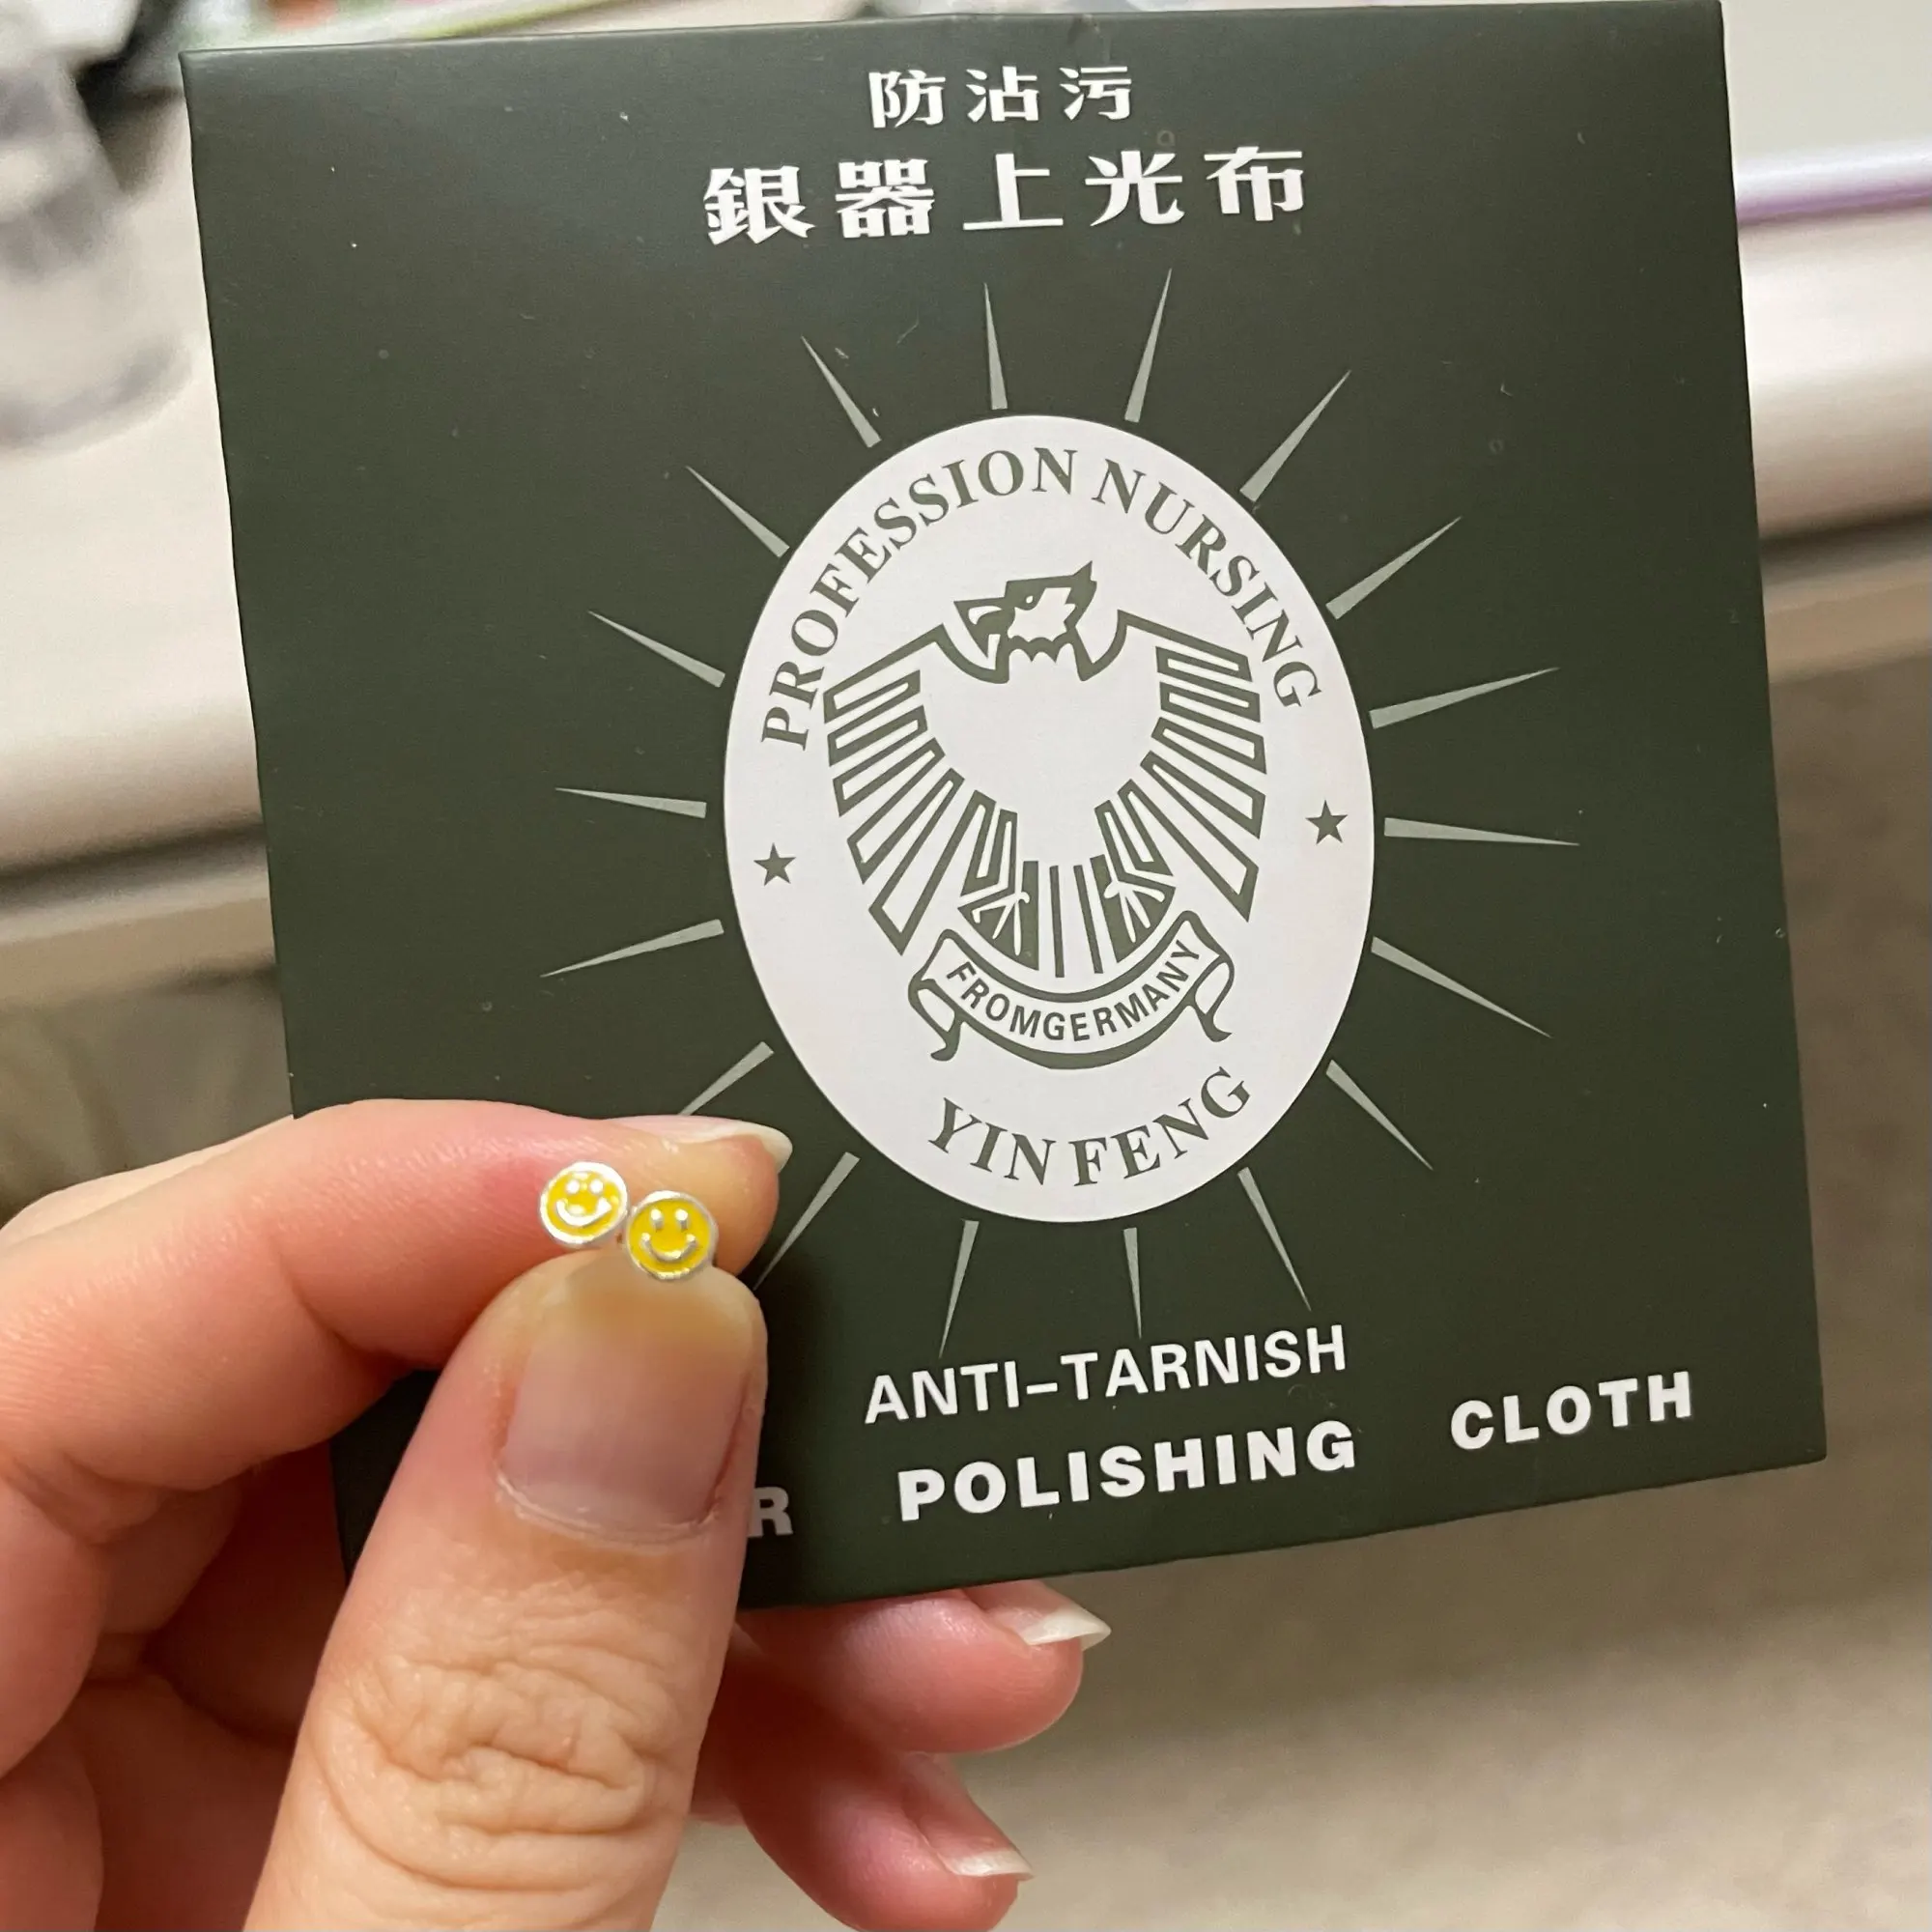 防沾污
銀器上光布
PROFESSION NURSING
FROMGERMANY
YIN FENG
ANTI-TARNISH
POLISHING CLOTH